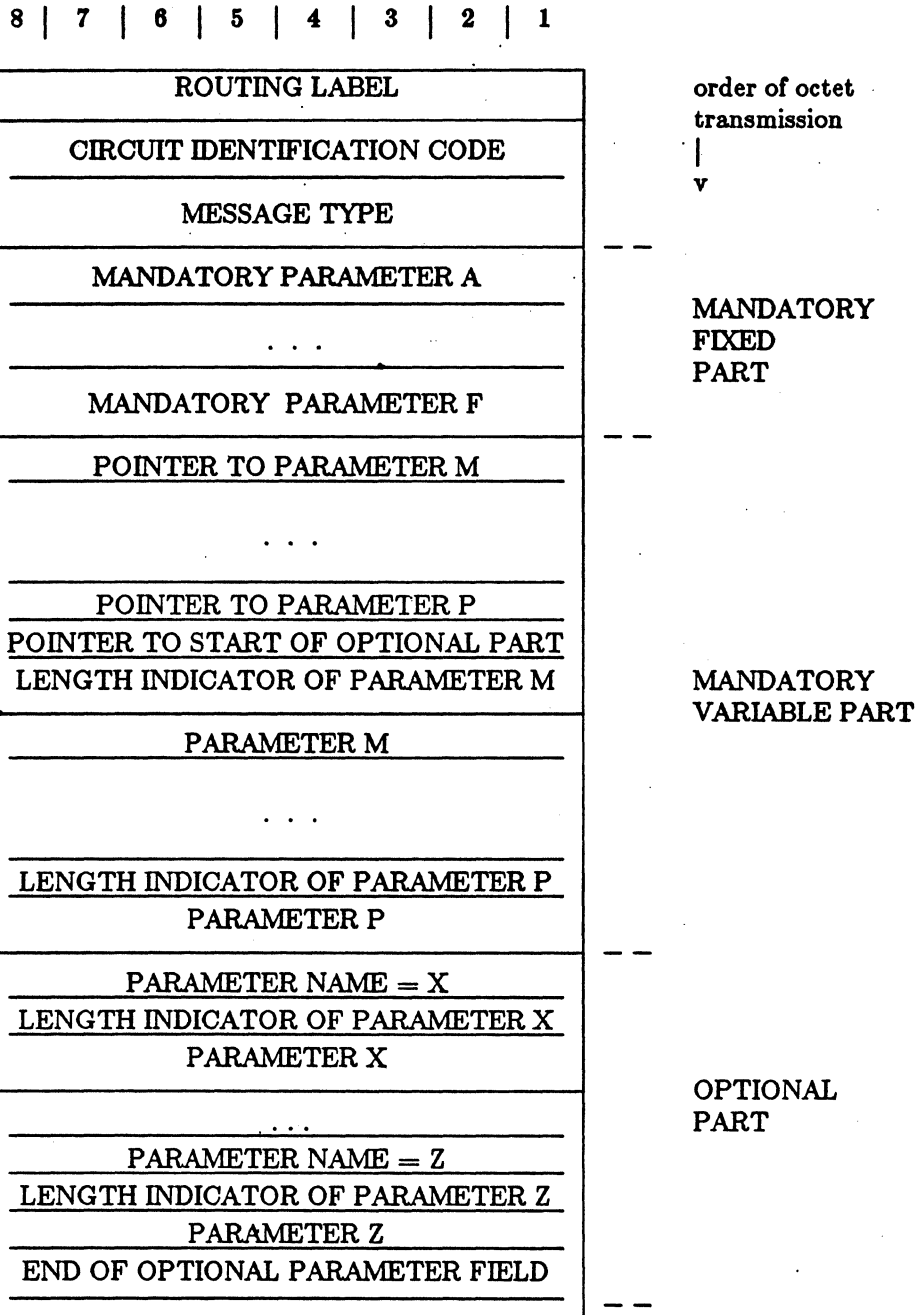 8 | 7 | 6 | 5 | 4 | 3 | 2 | 1
ROUTING LABEL
order of octet
transmission
|
v
CIRCUIT IDENTIFICATION CODE
MESSAGE TYPE
MANDATORY PARAMETER A
. . .
MANDATORY PARAMETER F
MANDATORY
FIXED
PART
POINTER TO PARAMETER M
. . .
POINTER TO PARAMETER P
POINTER TO START OF OPTIONAL PART
LENGTH INDICATOR OF PARAMETER M
PARAMETER M
. . .
LENGTH INDICATOR OF PARAMETER P
PARAMETER P
MANDATORY
VARIABLE PART
PARAMETER NAME = X
LENGTH INDICATOR OF PARAMETER X
PARAMETER X
. . .
PARAMETER NAME = Z
LENGTH INDICATOR OF PARAMETER Z
PARAMETER Z
END OF OPTIONAL PARAMETER FIELD
OPTIONAL
PART